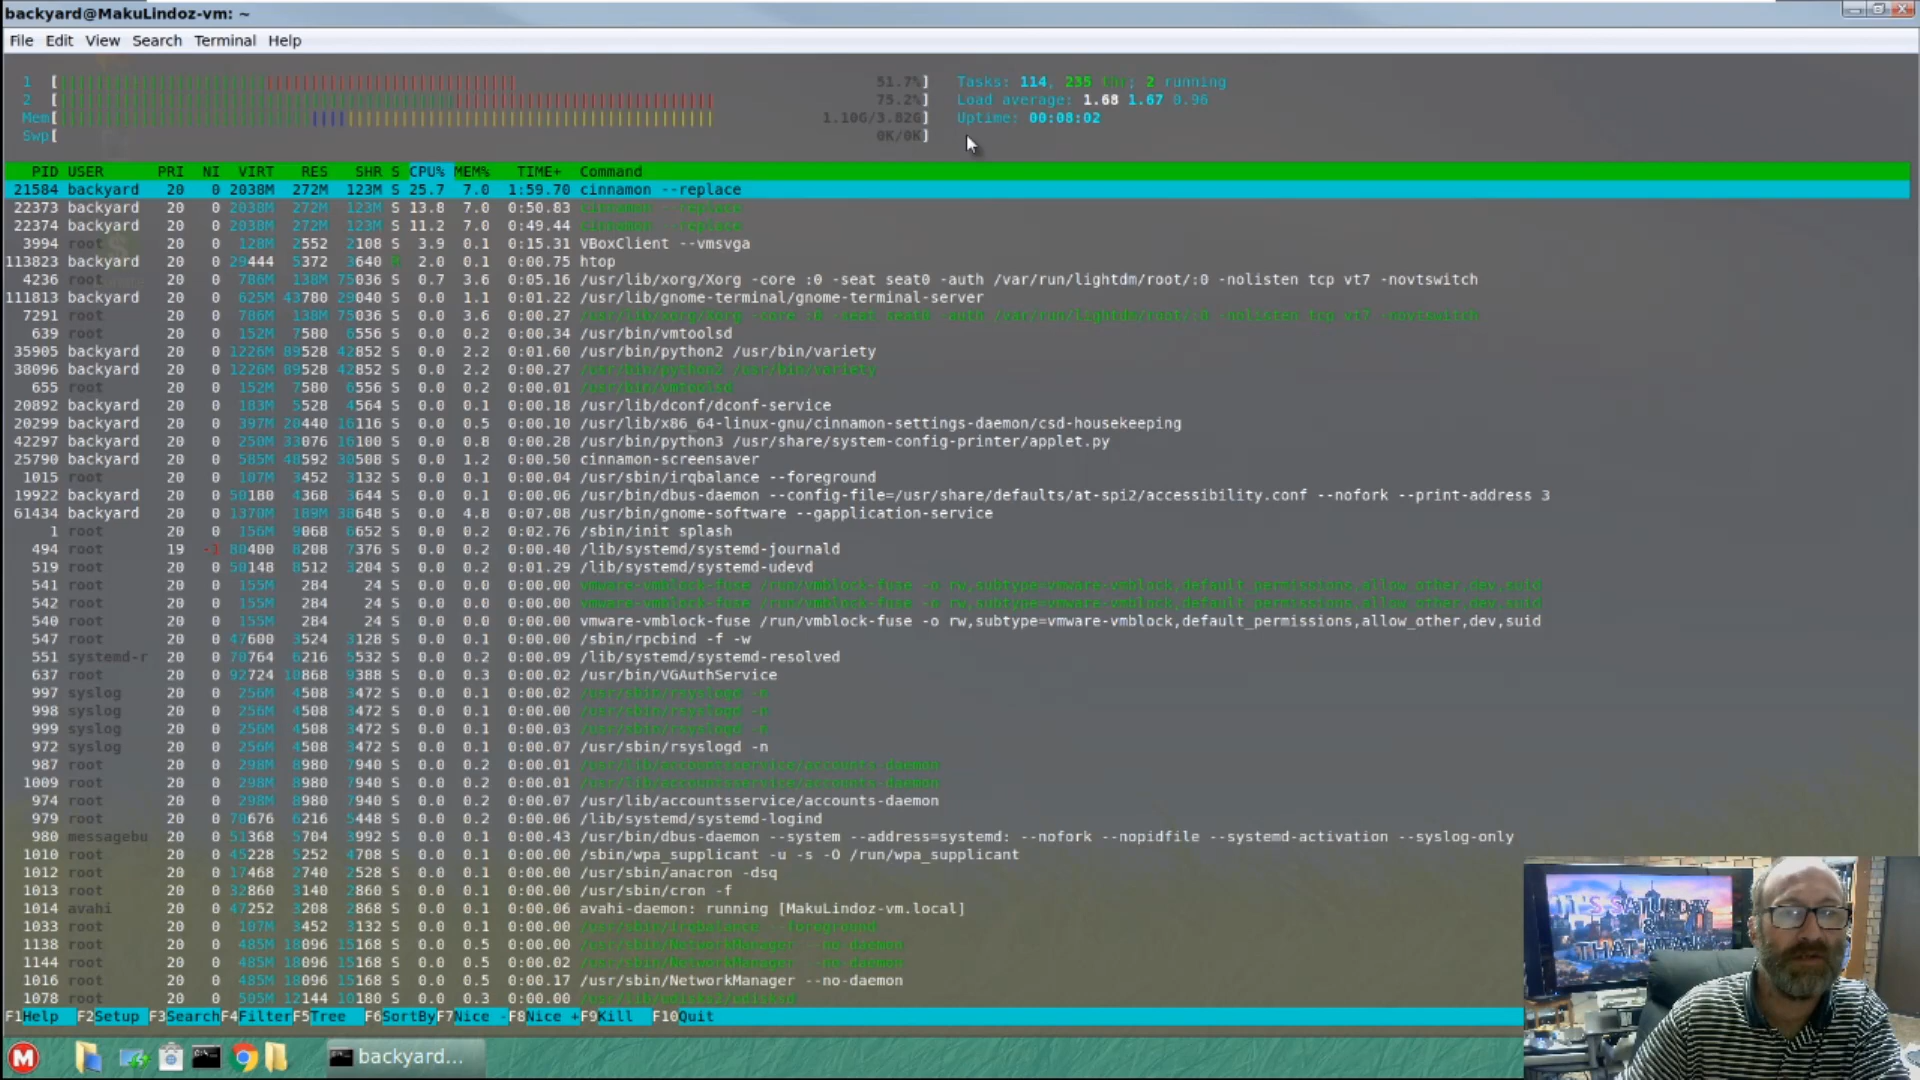 backyard@MakuLindoz-vm: ~
File Edit View Search Terminal Help
1 [ 51.7%] Tasks: 114, 235 thr; 2 running
2 [ 75.2%] Load average: 1.68 1.67 0.96
Mem[ 1.10G/3.82G] Uptime: 00:08:02
Swp[ 0K/0K]
PID USER PRI NI VIRT RES SHR S CPU% MEM% TIME+ Command
21584 backyard 20 0 2038M 272M 123M S 25.7 7.0 1:59.70 cinnamon --replace
22373 backyard 20 0 2038M 272M 123M S 13.8 7.0 0:50.83 cinnamon --replace
22374 backyard 20 0 2038M 272M 123M S 11.2 7.0 0:49.44 cinnamon --replace
3994 root 20 0 128M 2552 2108 S 3.9 0.1 0:15.31 VBoxClient --vmsvga
113823 backyard 20 0 29444 5372 3640 R 2.0 0.1 0:00.75 htop
4236 root 20 0 786M 138M 75036 S 0.7 3.6 0:05.16 /usr/lib/xorg/Xorg -core :0 -seat seat0 -auth /var/run/lightdm/root/:0 -nolisten tcp vt7 -novtswitch
111813 backyard 20 0 625M 43780 29040 S 0.0 1.1 0:01.22 /usr/lib/gnome-terminal/gnome-terminal-server
7291 root 20 0 786M 138M 75036 S 0.0 3.6 0:00.27 /usr/lib/xorg/Xorg -core :0 -seat seat0 -auth /var/run/lightdm/root/:0 -nolisten tcp vt7 -novtswitch
639 root 20 0 152M 7580 6556 S 0.0 0.2 0:00.34 /usr/bin/vmtoolsd
35905 backyard 20 0 1226M 89528 42852 S 0.0 2.2 0:01.60 /usr/bin/python2 /usr/bin/variety
38096 backyard 20 0 1226M 89528 42852 S 0.0 2.2 0:00.27 /usr/bin/python2 /usr/bin/variety
655 root 20 0 152M 7580 6556 S 0.0 0.2 0:00.01 /usr/bin/vmtoolsd
20892 backyard 20 0 183M 5528 4564 S 0.0 0.1 0:00.18 /usr/lib/dconf/dconf-service
20299 backyard 20 0 397M 20440 16116 S 0.0 0.5 0:00.10 /usr/lib/x86_64-linux-gnu/cinnamon-settings-daemon/csd-housekeeping
42297 backyard 20 0 250M 33076 16100 S 0.0 0.8 0:00.28 /usr/bin/python3 /usr/share/system-config-printer/applet.py
25790 backyard 20 0 585M 48592 30508 S 0.0 1.2 0:00.50 cinnamon-screensaver
1015 root 20 0 107M 3452 3132 S 0.0 0.1 0:00.04 /usr/sbin/irqbalance --foreground
19922 backyard 20 0 50180 4368 3644 S 0.0 0.1 0:00.06 /usr/bin/dbus-daemon --config-file=/usr/share/defaults/at-spi2/accessibility.conf --nofork --print-address 3
61434 backyard 20 0 1370M 189M 38648 S 0.0 4.8 0:07.08 /usr/bin/gnome-software --gapplication-service
1 root 20 0 156M 9068 6652 S 0.0 0.2 0:02.76 /sbin/init splash
494 root 19 -1 80400 8208 7376 S 0.0 0.2 0:00.40 /lib/systemd/systemd-journald
519 root 20 0 50148 8512 3204 S 0.0 0.2 0:01.29 /lib/systemd/systemd-udevd
541 root 20 0 155M 284 24 S 0.0 0.0 0:00.00 vmware-vmblock-fuse /run/vmblock-fuse -o rw,subtype=vmware-vmblock,default_permissions,allow_other,dev,suid
542 root 20 0 155M 284 24 S 0.0 0.0 0:00.00 vmware-vmblock-fuse /run/vmblock-fuse -o rw,subtype=vmware-vmblock,default_permissions,allow_other,dev,suid
540 root 20 0 155M 284 24 S 0.0 0.0 0:00.00 vmware-vmblock-fuse /run/vmblock-fuse -o rw,subtype=vmware-vmblock,default_permissions,allow_other,dev,suid
547 root 20 0 47600 3524 3128 S 0.0 0.1 0:00.00 /sbin/rpcbind -f -w
551 systemd-r 20 0 70764 6216 5532 S 0.0 0.2 0:00.09 /lib/systemd/systemd-resolved
637 root 20 0 92724 10868 9388 S 0.0 0.3 0:00.02 /usr/bin/VGAuthService
997 syslog 20 0 256M 4508 3472 S 0.0 0.1 0:00.02 /usr/sbin/rsyslogd -n
998 syslog 20 0 256M 4508 3472 S 0.0 0.1 0:00.00 /usr/sbin/rsyslogd -n
999 syslog 20 0 256M 4508 3472 S 0.0 0.1 0:00.03 /usr/sbin/rsyslogd -n
972 syslog 20 0 256M 4508 3472 S 0.0 0.1 0:00.07 /usr/sbin/rsyslogd -n
987 root 20 0 298M 8980 7940 S 0.0 0.2 0:00.01 /usr/lib/accountsservice/accounts-daemon
1009 root 20 0 298M 8980 7940 S 0.0 0.2 0:00.01 /usr/lib/accountsservice/accounts-daemon
974 root 20 0 298M 8980 7940 S 0.0 0.2 0:00.07 /usr/lib/accountsservice/accounts-daemon
979 root 20 0 70676 6216 5448 S 0.0 0.2 0:00.06 /lib/systemd/systemd-logind
980 messagebu 20 0 51368 5704 3992 S 0.0 0.1 0:00.43 /usr/bin/dbus-daemon --system --address=systemd: --nofork --nopidfile --systemd-activation --syslog-only
1010 root 20 0 45228 5252 4708 S 0.0 0.1 0:00.00 /sbin/wpa_supplicant -u -s -O /run/wpa_supplicant
1012 root 20 0 17468 2740 2528 S 0.0 0.1 0:00.00 /usr/sbin/anacron -dsq
1013 root 20 0 32860 3140 2860 S 0.0 0.1 0:00.00 /usr/sbin/cron -f
1014 avahi 20 0 47252 3208 2868 S 0.0 0.1 0:00.06 avahi-daemon: running [MakuLindoz-vm.local]
1033 root 20 0 107M 3452 3132 S 0.0 0.1 0:00.00 /usr/sbin/irqbalance --foreground
1138 root 20 0 485M 18096 15168 S 0.0 0.5 0:00.00 /usr/sbin/NetworkManager --no-daemon
1144 root 20 0 485M 18096 15168 S 0.0 0.5 0:00.02 /usr/sbin/NetworkManager --no-daemon
1016 root 20 0 485M 18096 15168 S 0.0 0.5 0:00.17 /usr/sbin/NetworkManager --no-daemon
1078 root 20 0 505M 12144 10180 S 0.0 0.3 0:00.00 /usr/lib/udisks2/udisksd
F1Help F2Setup F3Search F4Filter F5Tree F6SortBy F7Nice - F8Nice + F9Kill F10Quit
M backyard...
IT'S SATURDAY
&
THAT MEANS